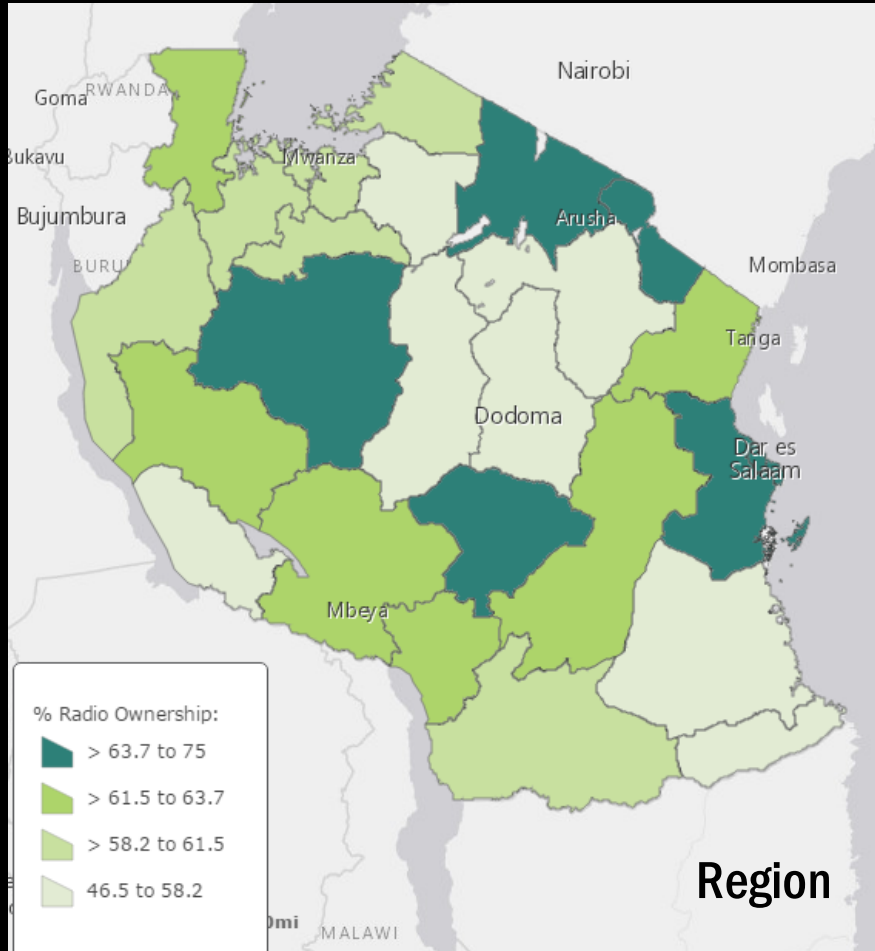 Nairobi
Goma
RWANDA
Bukavu
Mwanza
Bujumbura
Arusha
BURU
Mombasa
Tanga
Dodoma
Dar es
Salaam
Mbeya
% Radio Ownership:
> 63.7 to 75
> 61.5 to 63.7
> 58.2 to 61.5
46.5 to 58.2
Region
MALAWI